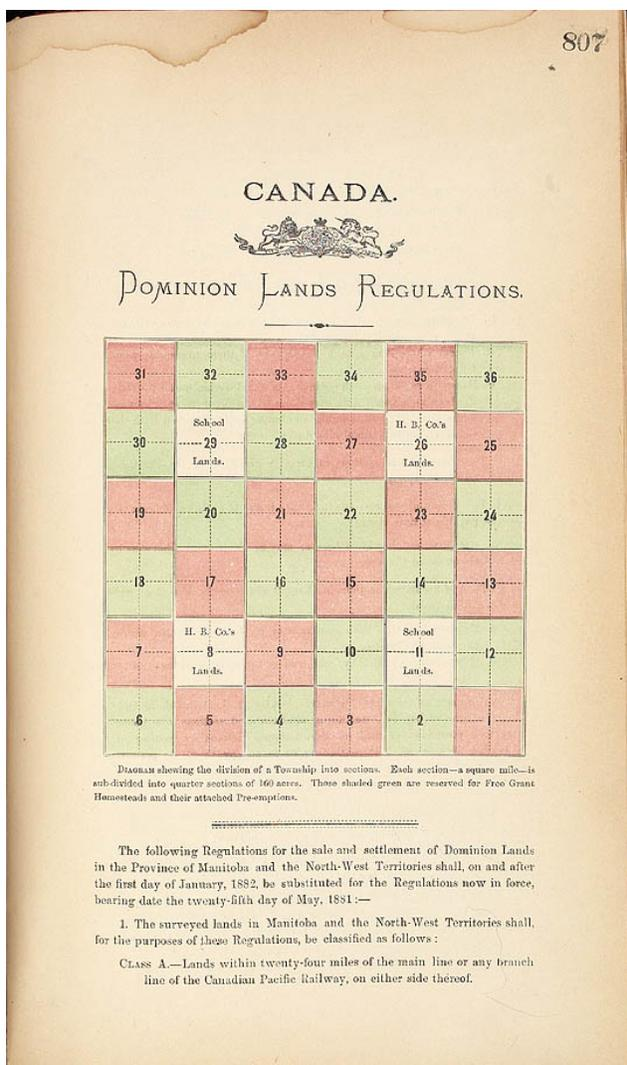 807
CANADA.
DOMINION LANDS REGULATIONS.
31 32 33 34 35 36
School H. B. Co.'s
30 29 28 27 26 25
Lands. Lands.
19 20 21 22 23 24
18 17 16 15 14 13
H. B. Co.'s School
7 8 9 10 11 12
Lands. Lands.
6 5 4 3 2 1
DIAGRAM shewing the division of a Township into sections. Each section—a square mile—is
sub-divided into quarter sections of 160 acres. Those shaded green are reserved for Free Grant
Homesteads and their attached Pre-emptions.
The following Regulations for the sale and settlement of Dominion Lands
in the Province of Manitoba and the North-West Territories shall, on and after
the first day of January, 1882, be substituted for the Regulations now in force,
bearing date the twenty-fifth day of May, 1881:—
1. The surveyed lands in Manitoba and the North-West Territories shall,
for the purposes of these Regulations, be classified as follows:
CLASS A.—Lands within twenty-four miles of the main line or any branch
line of the Canadian Pacific Railway, on either side thereof.